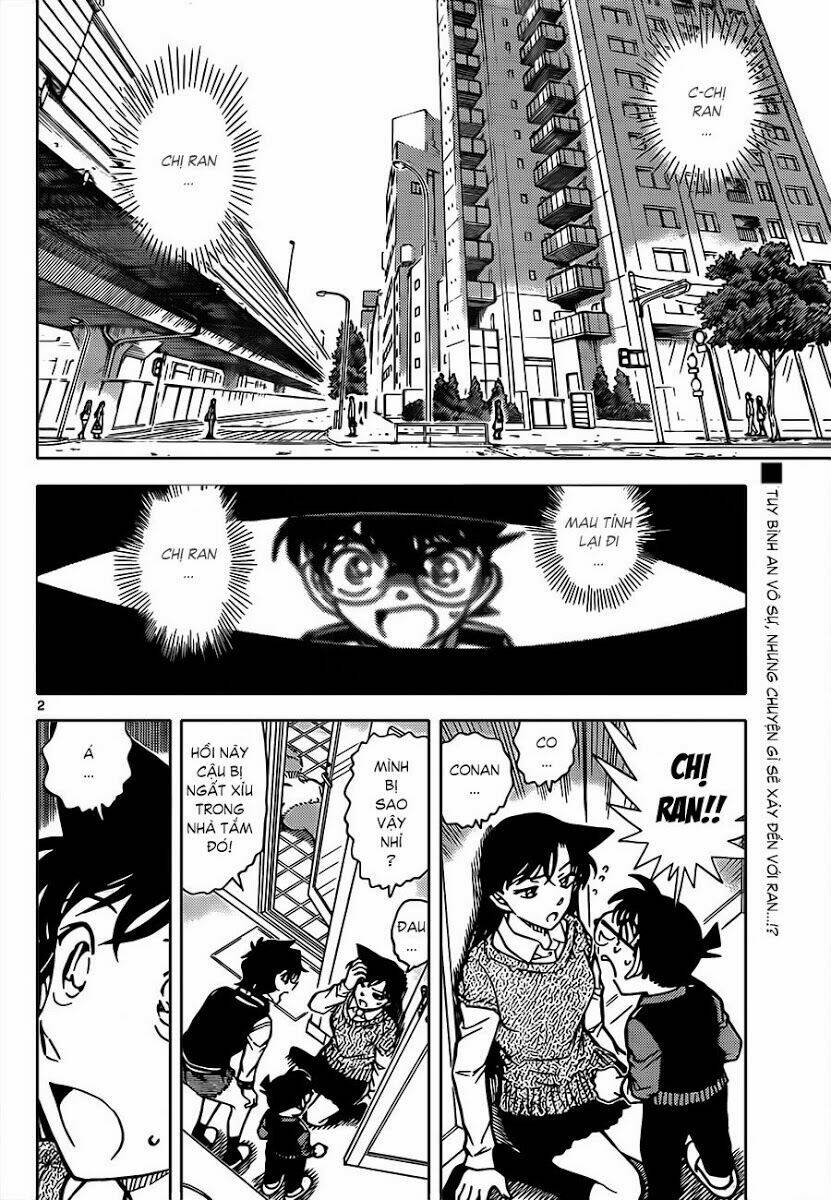 C-CHỊ
RAN
...
CHỊ RAN
...
MAU TỈNH
LẠI ĐI
...
CHỊ RAN
...
TUY BÌNH AN VÔ SỰ, NHƯNG CHUYỆN GÌ SẼ XẢY ĐẾN VỚI RAN...!?
2
CHỊ
RAN!!
CO ...
CONAN
MÌNH
BỊ
SAO
VẬY NHỈ
?
ĐAU
...
HỒI NÃY
CẬU BỊ
NGẤT XỈU
TRONG
NHÀ TẮM
ĐÓ!
Á
...